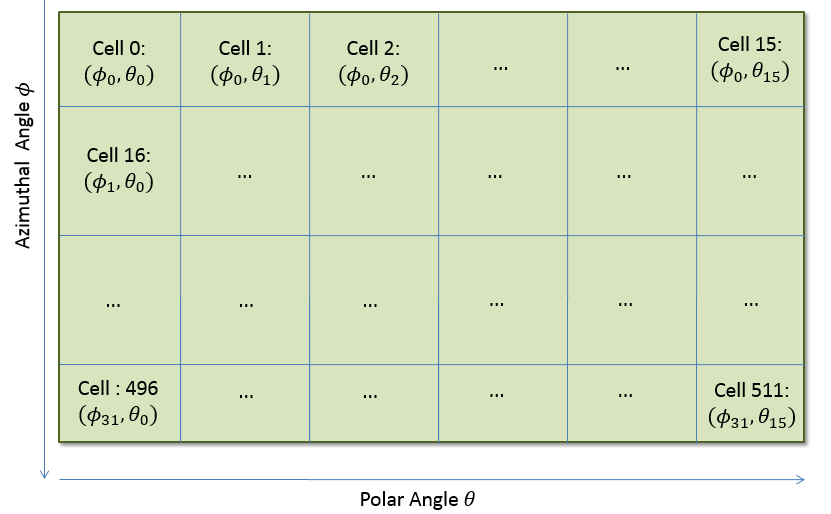 Cell 0:
(ϕ₀, θ₀)
Cell 1:
(ϕ₀, θ₁)
Cell 2:
(ϕ₀, θ₂)
...
...
Cell 15:
(ϕ₀, θ₁₅)
Cell 16:
(ϕ₁, θ₀)
...
...
...
...
...
...
...
...
...
...
...
Cell : 496
(ϕ₃₁, θ₀)
...
...
...
...
Cell 511:
(ϕ₃₁, θ₁₅)
Azimuthal Angle ϕ
Polar Angle θ